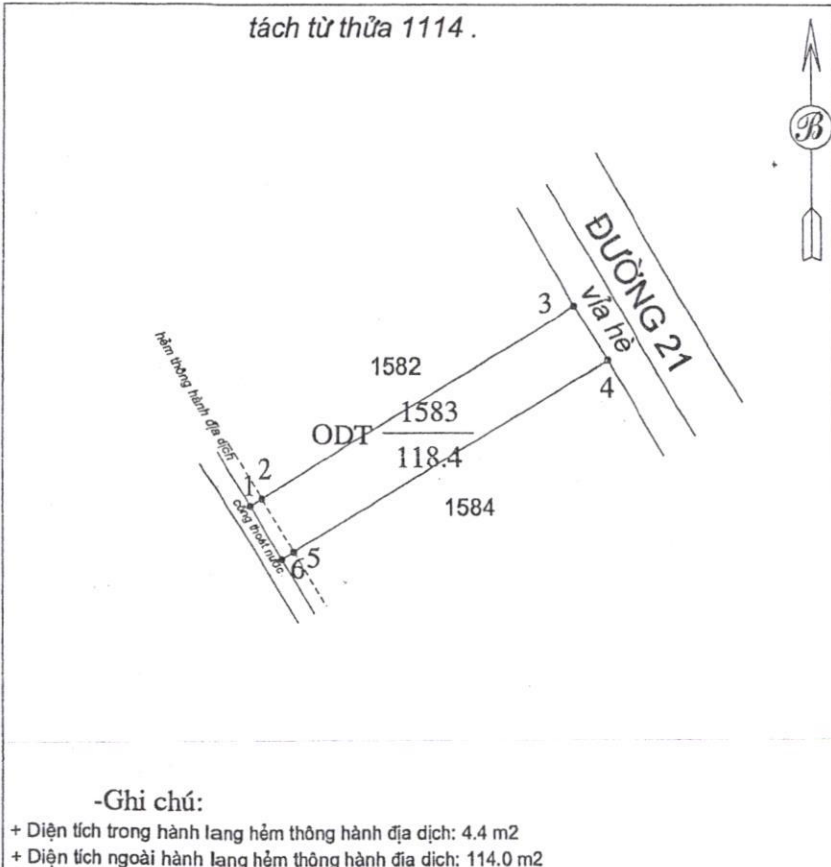 tách từ thửa 1114 .
B
ĐƯỜNG 21
vỉa hè
3
4
1582
hẻm thông hành địa dịch
ODT 1583
118.4
2
1
1584
cống thoát nước
5
6
-Ghi chú:
+ Diện tích trong hành lang hẻm thông hành địa dịch: 4.4 m2
+ Diện tích ngoài hành lang hẻm thông hành địa dịch: 114.0 m2